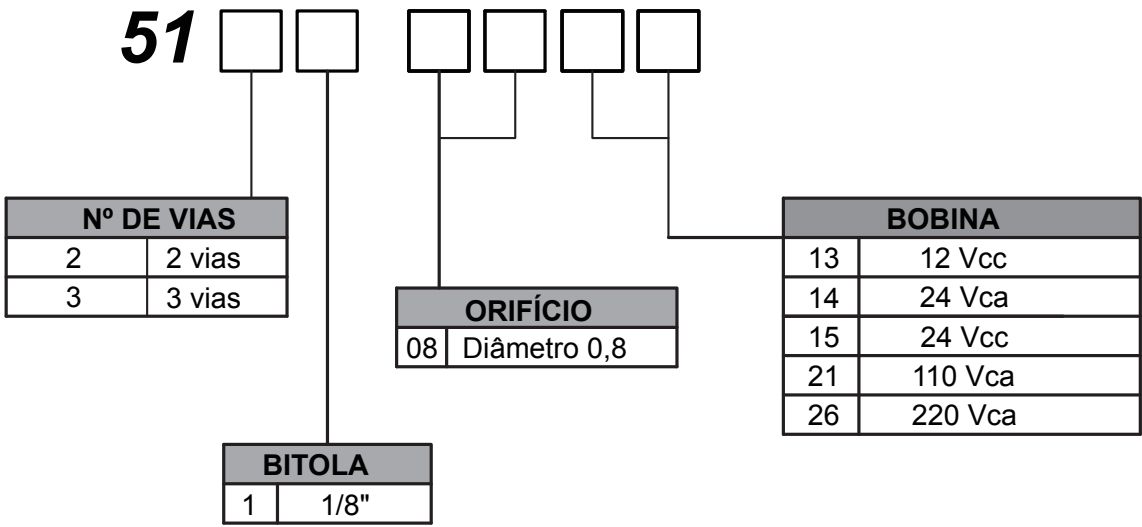 51
Nº DE VIAS
2 2 vias
3 3 vias
BITOLA
1 1/8"
ORIFÍCIO
08 Diâmetro 0,8
BOBINA
13 12 Vcc
14 24 Vca
15 24 Vcc
21 110 Vca
26 220 Vca